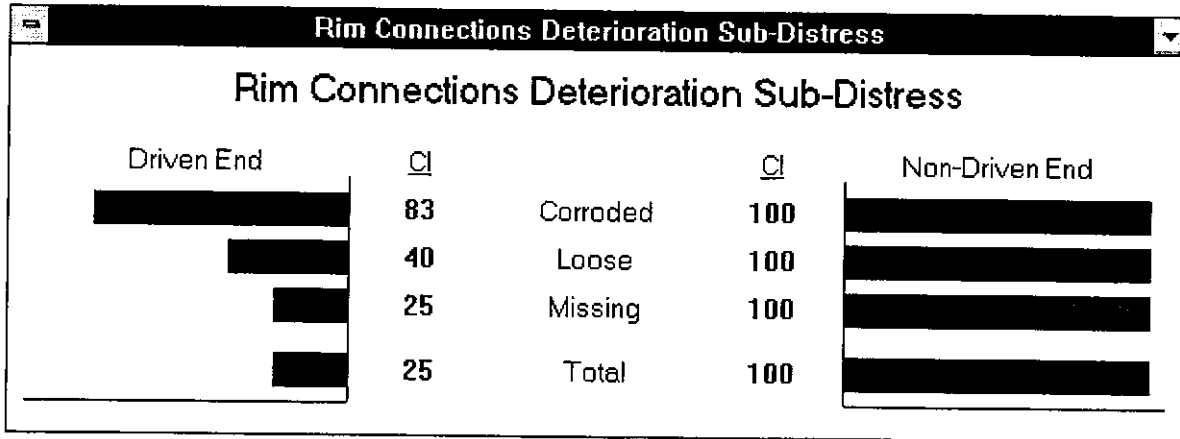 Rim Connections Deterioration Sub-Distress
Rim Connections Deterioration Sub-Distress
Driven End CI CI Non-Driven End
83 Corroded 100
40 Loose 100
25 Missing 100
25 Total 100